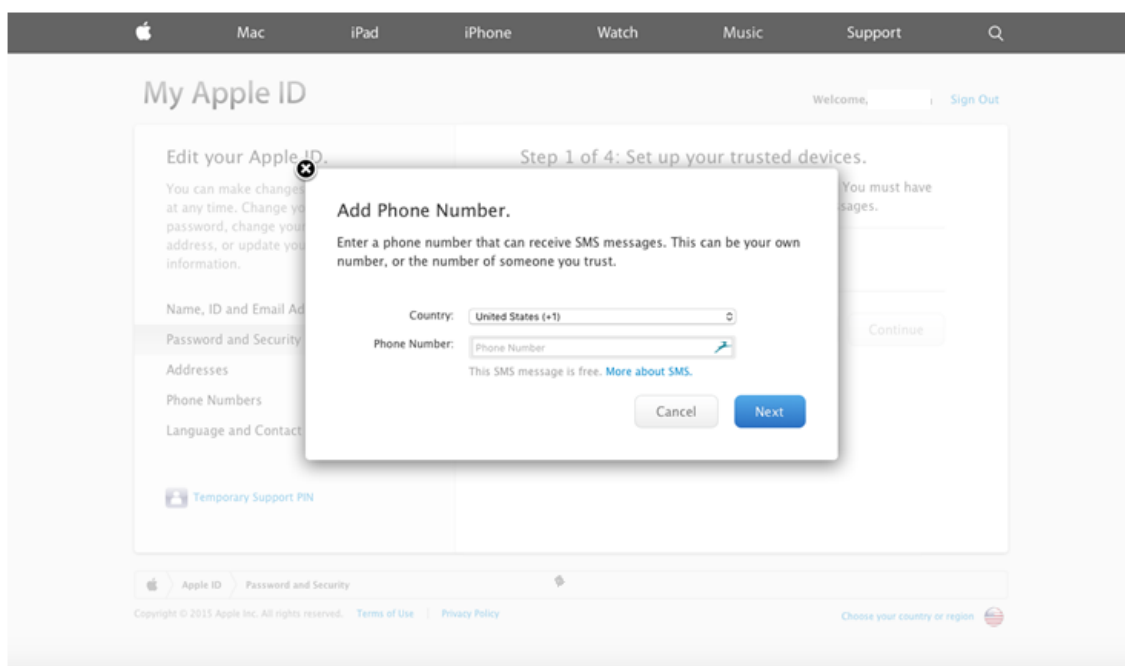 Mac iPad iPhone Watch Music Support
My Apple ID
Welcome, Sign Out
Edit your Apple ID.
You can make changes
at any time. Change
password, change your
address, or update
information.
Name, ID and Email
Password and Security
Addresses
Phone Numbers
Language and Contact
Temporary Support PIN
Step 1 of 4: Set up your trusted devices.
You must have
Continue
Add Phone Number.
Enter a phone number that can receive SMS messages. This can be your own
number, or the number of someone you trust.
Country: United States (+1)
Phone Number: Phone Number
This SMS message is free. More about SMS.
Cancel Next
Apple ID Password and Security
Copyright © 2015 Apple Inc. All rights reserved. Terms of Use Privacy Policy
Choose your country or region